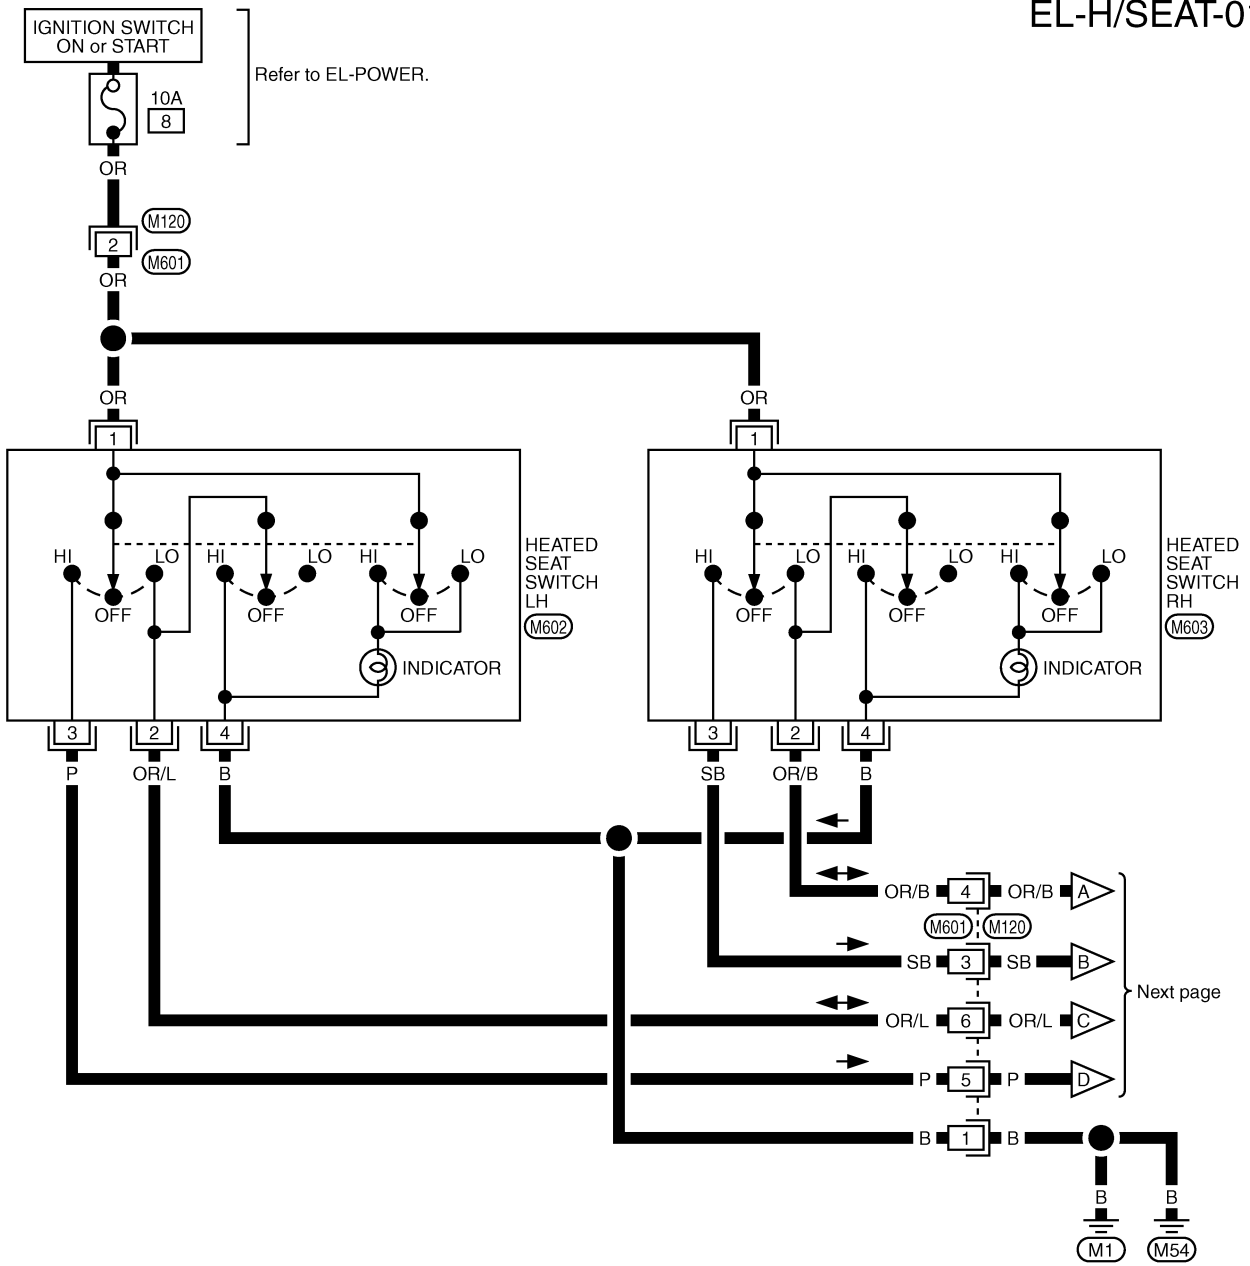 EL-H/SEAT-01
IGNITION SWITCH
ON or START
Refer to EL-POWER.
10A
8
OR
M120
2
M601
OR
OR
OR
1
1
HI
LO
HI
LO
HI
LO
OFF
OFF
OFF
INDICATOR
HEATED
SEAT
SWITCH
LH
M602
HI
LO
HI
LO
HI
LO
OFF
OFF
OFF
INDICATOR
HEATED
SEAT
SWITCH
RH
M603
3
2
4
3
2
4
P
OR/L
B
SB
OR/B
B
OR/B
4
OR/B
A
M601
M120
SB
3
SB
B
Next page
OR/L
6
OR/L
C
P
5
P
D
B
1
B
B
B
M1
M54